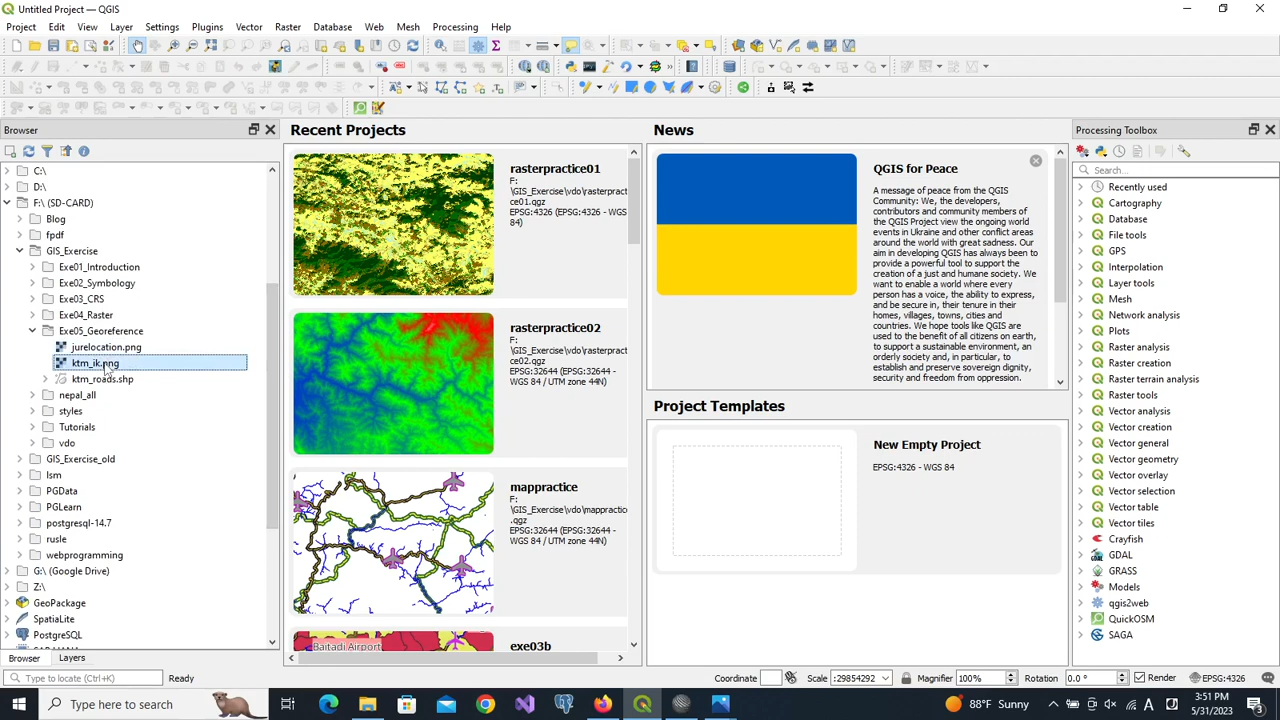 Untitled Project — QGIS
Project Edit View Layer Settings Plugins Vector Raster Database Web Mesh Processing Help
Browser
C:\
D:\
F:\ (SD-CARD)
Blog
fpdf
GIS_Exercise
Exe01_Introduction
Exe02_Symbology
Exe03_CRS
Exe04_Raster
Exe05_Georeference
jurelocation.png
ktm_ik.png
ktm_roads.shp
nepal_all
styles
Tutorials
vdo
GIS_Exercise_old
lsm
PGData
PGLearn
postgresql-14.7
rusle
webprogramming
G:\ (Google Drive)
Z:\
GeoPackage
SpatiaLite
PostgreSQL
Browser Layers
Recent Projects
rasterpractice01
F:
\GIS_Exercise\vdo\rasterpract
ice01.qgz
EPSG:4326 (EPSG:4326 - WGS
84)
rasterpractice02
F:
\GIS_Exercise\vdo\rasterpract
ice02.qgz
EPSG:32644 (EPSG:32644 -
WGS 84 / UTM zone 44N)
mappractice
F:
\GIS_Exercise\vdo\mappractice
.qgz
EPSG:32644 (EPSG:32644 -
WGS 84 / UTM zone 44N)
Baitadi Airport
exe03b
News
QGIS for Peace
A message of peace from the QGIS
Community: We, the developers,
contributors and community members of
the QGIS Project view the ongoing world
events in Ukraine and other conflict areas
around the world with great sadness. Our
aim in developing QGIS has always been to
provide a powerful tool to support the
creation of a just and humane society. We
want to enable a world where every
person has a voice, the ability to express,
and be secure in, their tenure in their
homes, villages, towns, cities and
countries. We hope tools like QGIS are
used to the benefit of all citizens on earth,
to support a sustainable environment, an
orderly society and, in particular, to
establish and preserve sovereign dignity,
security and freedom from oppression.
Project Templates
New Empty Project
EPSG:4326 - WGS 84
Processing Toolbox
Search...
Recently used
Cartography
Database
File tools
GPS
Interpolation
Layer tools
Mesh
Network analysis
Plots
Raster analysis
Raster creation
Raster terrain analysis
Raster tools
Vector analysis
Vector creation
Vector general
Vector geometry
Vector overlay
Vector selection
Vector table
Vector tiles
Crayfish
GDAL
GRASS
Models
qgis2web
QuickOSM
SAGA
Type to locate (Ctrl+K) Ready Coordinate Scale :29854292 Magnifier 100% Rotation 0.0 ° Render EPSG:4326
Type here to search 88°F Sunny 3:51 PM
5/31/2023